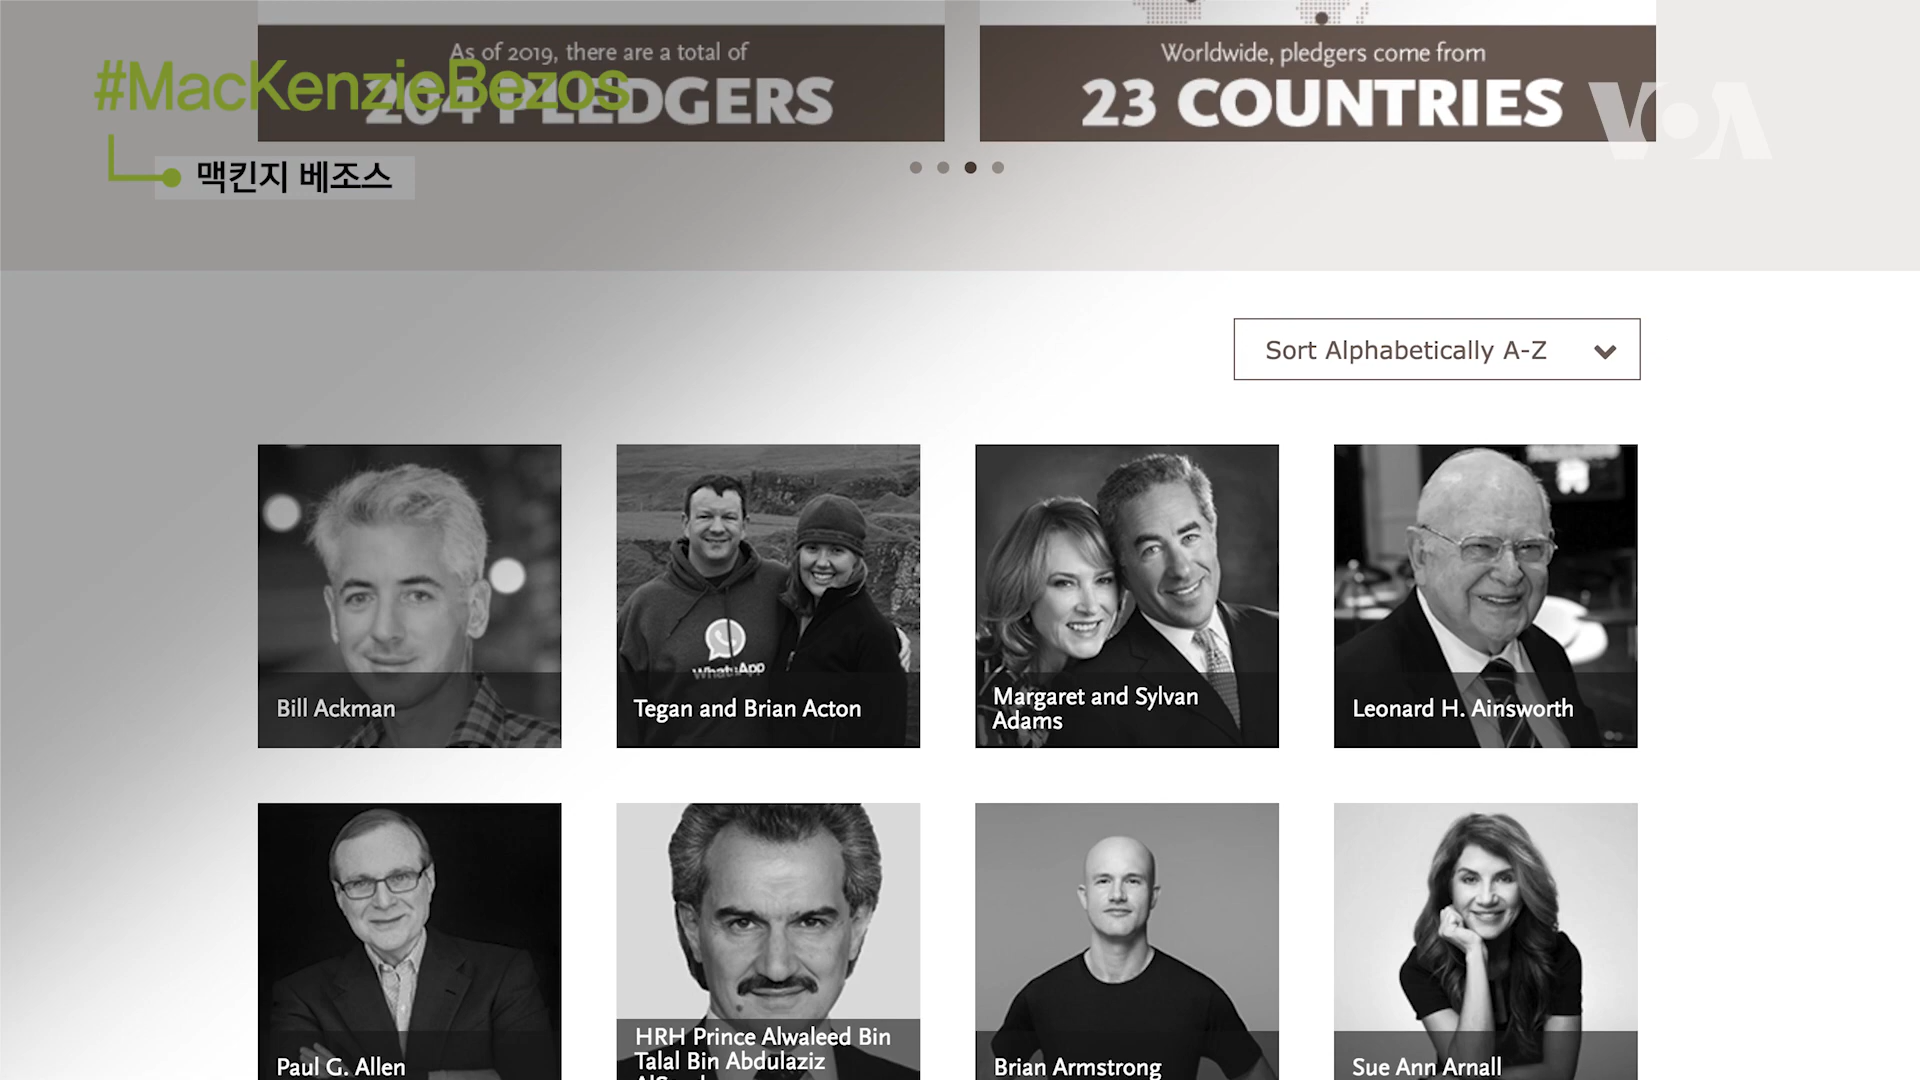 As of 2019, there are a total of
204 PLEDGERS
Worldwide, pledgers come from
23 COUNTRIES
#MacKenzieBezos
맥킨지 베조스
VOA
Sort Alphabetically A-Z
WhatsApp
Bill Ackman
Tegan and Brian Acton
Margaret and Sylvan
Adams
Leonard H. Ainsworth
Paul G. Allen
HRH Prince Alwaleed Bin
Talal Bin Abdulaziz
Brian Armstrong
Sue Ann Arnall